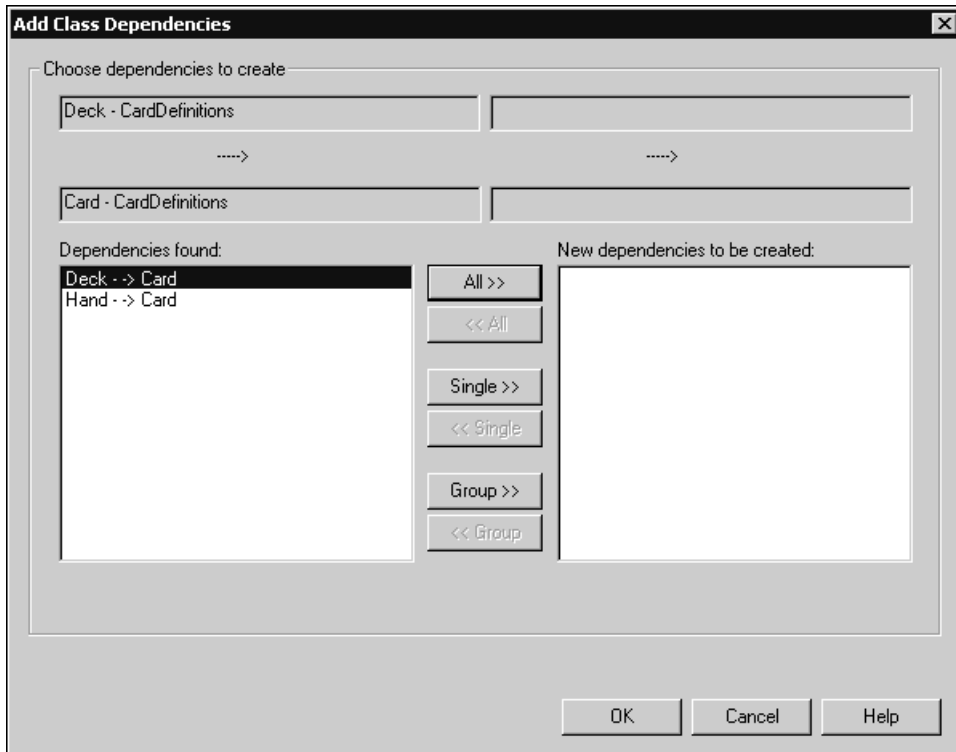 Add Class Dependencies
Choose dependencies to create
Deck - CardDefinitions
----->
----->
Card - CardDefinitions
Dependencies found:
New dependencies to be created:
Deck - -> Card
Hand - -> Card
All >>
<< All
Single >>
<< Single
Group >>
<< Group
OK
Cancel
Help